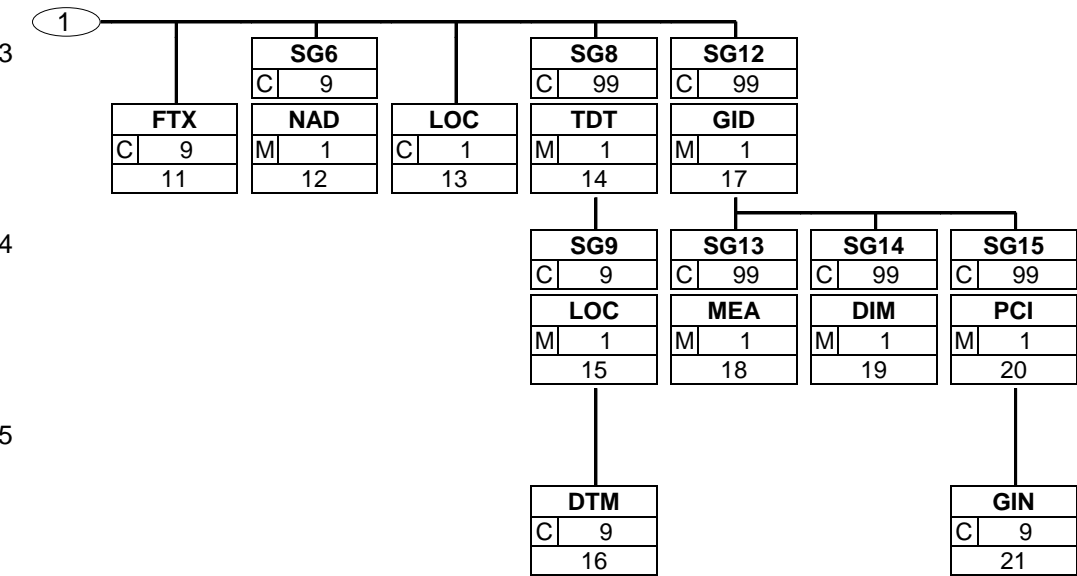 1
3
SG6
SG8
SG12
C 9
C 99
C 99
FTX
NAD
LOC
TDT
GID
C 9
M 1
C 1
M 1
M 1
11
12
13
14
17
4
SG9
SG13
SG14
SG15
C 9
C 99
C 99
C 99
LOC
MEA
DIM
PCI
M 1
M 1
M 1
M 1
15
18
19
20
5
DTM
GIN
C 9
C 9
16
21